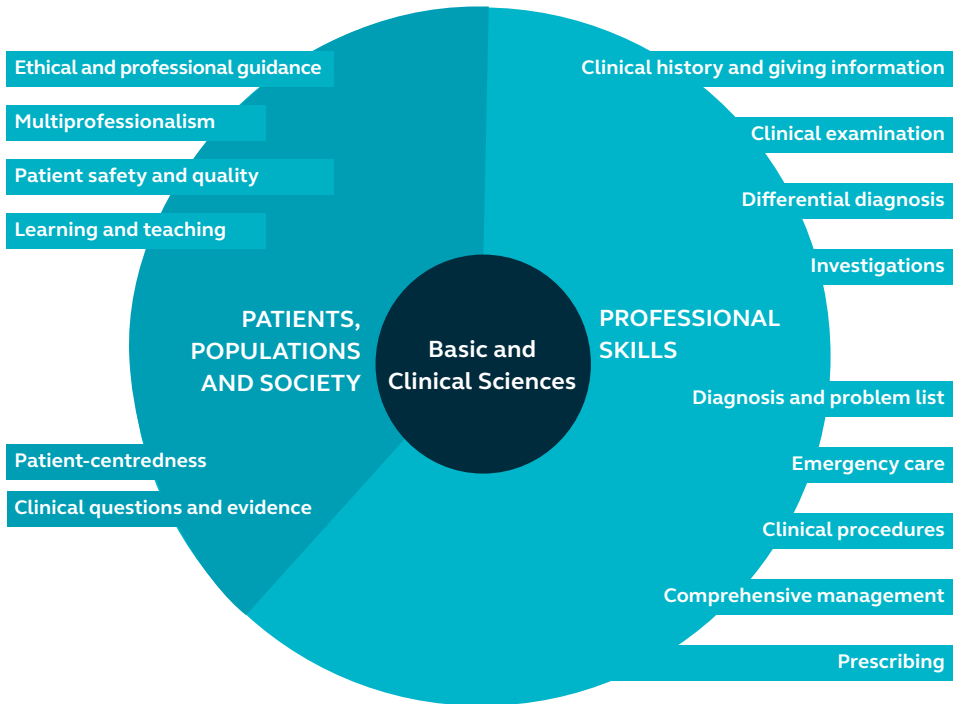 Ethical and professional guidance
Multiprofessionalism
Patient safety and quality
Learning and teaching
PATIENTS,
POPULATIONS
AND SOCIETY
Patient-centredness
Clinical questions and evidence
Basic and
Clinical Sciences
PROFESSIONAL
SKILLS
Clinical history and giving information
Clinical examination
Differential diagnosis
Investigations
Diagnosis and problem list
Emergency care
Clinical procedures
Comprehensive management
Prescribing